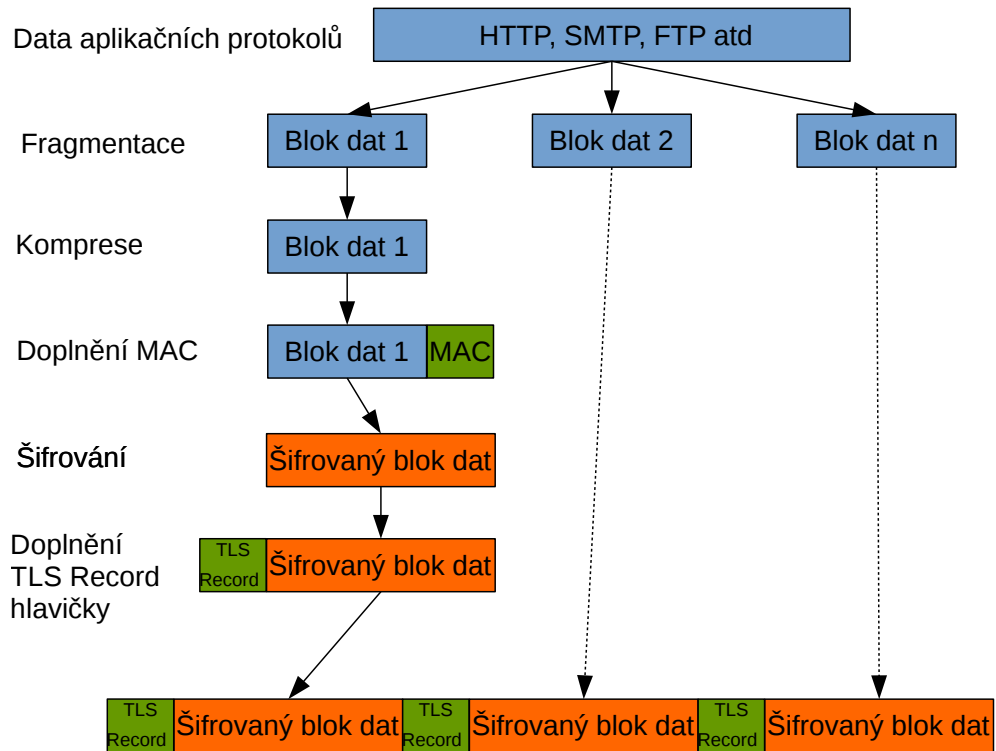 Data aplikačních protokolů
HTTP, SMTP, FTP atd
Fragmentace
Blok dat 1
Blok dat 2
Blok dat n
Komprese
Blok dat 1
Doplnění MAC
Blok dat 1
MAC
Šifrování
Šifrovaný blok dat
Doplnění
TLS Record
hlavičky
TLS
Record
Šifrovaný blok dat
TLS
Record
Šifrovaný blok dat
TLS
Record
Šifrovaný blok dat
TLS
Record
Šifrovaný blok dat